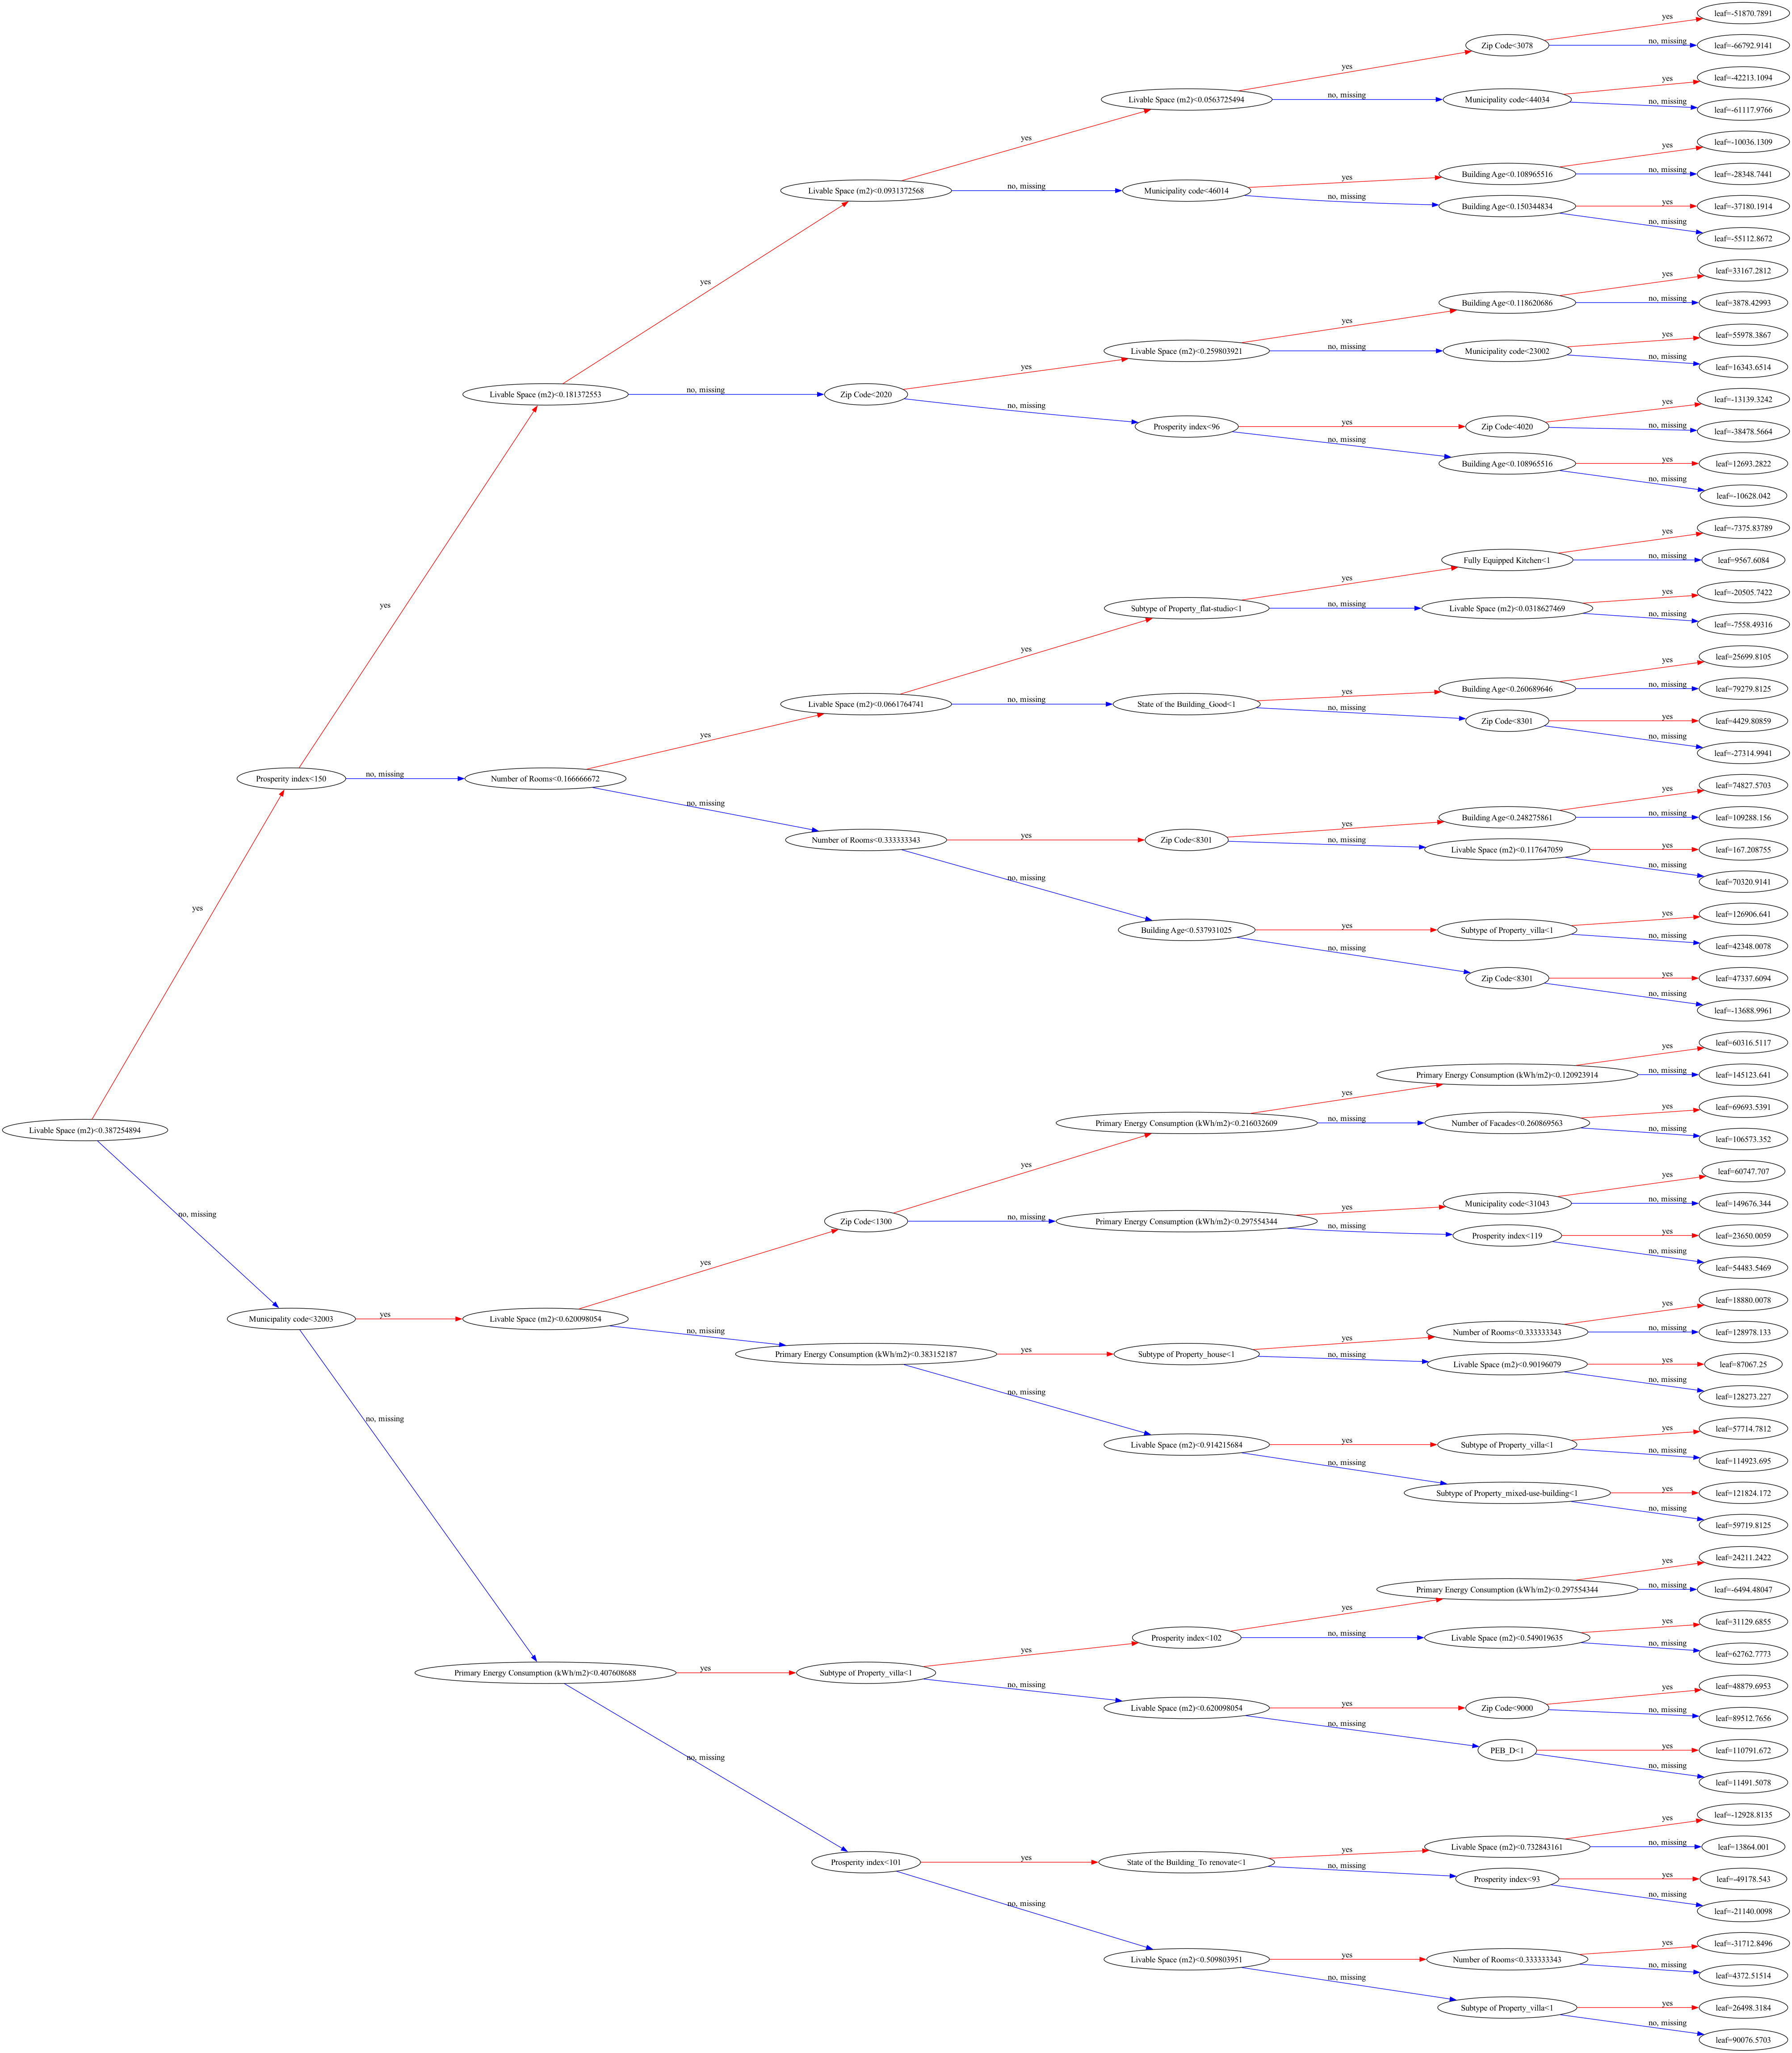 leaf=-51870.7891
yes
Zip Code<3078
no, missing
leaf=-66792.9141
yes
leaf=-42213.1094
yes
Livable Space (m2)<0.0563725494
no, missing
Municipality code<44034
no, missing
leaf=-61117.9766
yes
leaf=-10036.1309
yes
Building Age<0.108965516
no, missing
leaf=-28348.7441
Livable Space (m2)<0.0931372568
no, missing
Municipality code<46014
yes
no, missing
Building Age<0.150344834
yes
leaf=-37180.1914
no, missing
leaf=-55112.8672
yes
yes
leaf=33167.2812
Building Age<0.118620686
no, missing
leaf=3878.42993
yes
Livable Space (m2)<0.259803921
no, missing
Municipality code<23002
yes
leaf=55978.3867
no, missing
leaf=16343.6514
yes
Livable Space (m2)<0.181372553
no, missing
Zip Code<2020
no, missing
yes
leaf=-13139.3242
Prosperity index<96
yes
Zip Code<4020
no, missing
leaf=-38478.5664
no, missing
Building Age<0.108965516
yes
leaf=12693.2822
no, missing
leaf=-10628.042
yes
yes
leaf=-7375.83789
Fully Equipped Kitchen<1
no, missing
leaf=9567.6084
yes
Subtype of Property_flat-studio<1
no, missing
Livable Space (m2)<0.0318627469
yes
leaf=-20505.7422
no, missing
leaf=-7558.49316
yes
leaf=25699.8105
yes
Livable Space (m2)<0.0661764741
no, missing
State of the Building_Good<1
yes
Building Age<0.260689646
no, missing
leaf=79279.8125
no, missing
Zip Code<8301
yes
leaf=4429.80859
no, missing
leaf=-27314.9941
yes
Prosperity index<150
no, missing
Number of Rooms<0.166666672
no, missing
yes
leaf=74827.5703
Building Age<0.248275861
no, missing
leaf=109288.156
Number of Rooms<0.333333343
yes
Zip Code<8301
yes
no, missing
Livable Space (m2)<0.117647059
yes
leaf=167.208755
no, missing
leaf=70320.9141
no, missing
yes
Building Age<0.537931025
yes
Subtype of Property_villa<1
yes
leaf=126906.641
no, missing
leaf=42348.0078
no, missing
Zip Code<8301
yes
leaf=47337.6094
no, missing
leaf=-13688.9961
yes
leaf=60316.5117
Primary Energy Consumption (kWh/m2)<0.120923914
no, missing
leaf=145123.641
yes
Primary Energy Consumption (kWh/m2)<0.216032609
no, missing
Number of Facades<0.260869563
yes
leaf=69693.5391
no, missing
leaf=106573.352
Livable Space (m2)<0.387254894
yes
yes
leaf=60747.707
Zip Code<1300
no, missing
Primary Energy Consumption (kWh/m2)<0.297554344
yes
Municipality code<31043
no, missing
leaf=149676.344
no, missing
no, missing
Prosperity index<119
yes
leaf=23650.0059
no, missing
leaf=54483.5469
yes
Municipality code<32003
yes
Livable Space (m2)<0.620098054
no, missing
yes
leaf=18880.0078
Primary Energy Consumption (kWh/m2)<0.383152187
yes
Subtype of Property_house<1
yes
Number of Rooms<0.333333343
no, missing
leaf=128978.133
no, missing
Livable Space (m2)<0.90196079
yes
leaf=87067.25
no, missing
leaf=128273.227
no, missing
no, missing
Livable Space (m2)<0.914215684
yes
Subtype of Property_villa<1
yes
leaf=57714.7812
no, missing
leaf=114923.695
no, missing
Subtype of Property_mixed-use-building<1
yes
leaf=121824.172
no, missing
leaf=59719.8125
yes
leaf=24211.2422
Primary Energy Consumption (kWh/m2)<0.297554344
no, missing
leaf=-6494.48047
yes
Prosperity index<102
no, missing
Livable Space (m2)<0.549019635
yes
leaf=31129.6855
no, missing
leaf=62762.7773
Primary Energy Consumption (kWh/m2)<0.407608688
yes
Subtype of Property_villa<1
yes
no, missing
Livable Space (m2)<0.620098054
yes
Zip Code<9000
yes
leaf=48879.6953
no, missing
leaf=89512.7656
no, missing
PEB_D<1
yes
leaf=110791.672
no, missing
leaf=11491.5078
no, missing
yes
leaf=-12928.8135
Prosperity index<101
yes
State of the Building_To renovate<1
yes
Livable Space (m2)<0.732843161
no, missing
leaf=13864.001
no, missing
Prosperity index<93
yes
leaf=-49178.543
no, missing
leaf=-21140.0098
no, missing
yes
leaf=-31712.8496
Livable Space (m2)<0.509803951
yes
Number of Rooms<0.333333343
no, missing
leaf=4372.51514
no, missing
Subtype of Property_villa<1
yes
leaf=26498.3184
no, missing
leaf=90076.5703